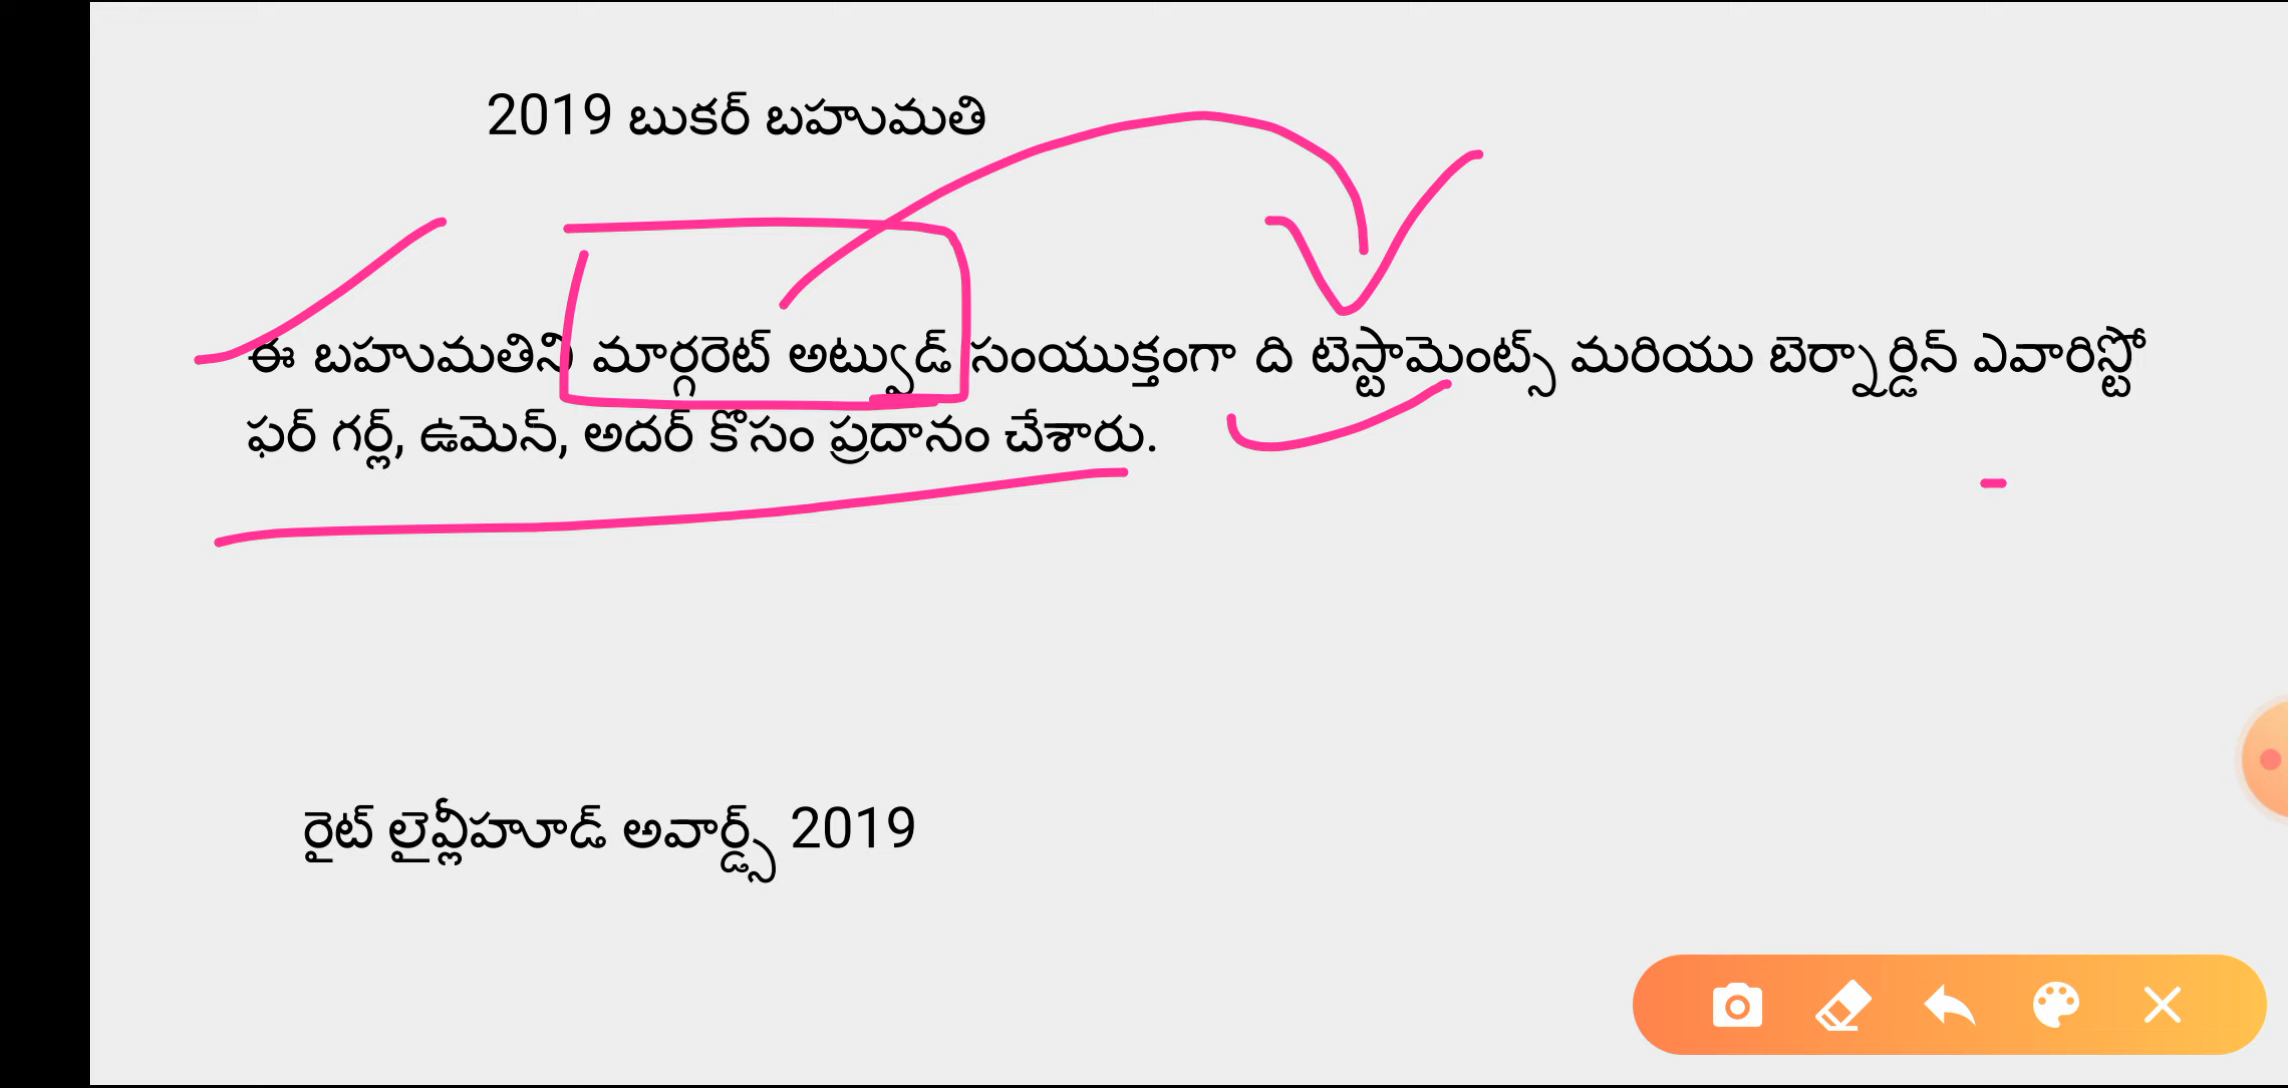 2019 బుకర్ బహుమతి
ఈ బహుమతిని మార్గరెట్ అట్వుడ్ సంయుక్తంగా ది టెస్టామెంట్స్ మరియు బెర్నార్డిన్ ఎవారిస్టో
ఫర్ గర్ల్, ఉమెన్, అదర్ కోసం ప్రదానం చేశారు.
రైట్ లైవ్లీహూడ్ అవార్డ్స్ 2019